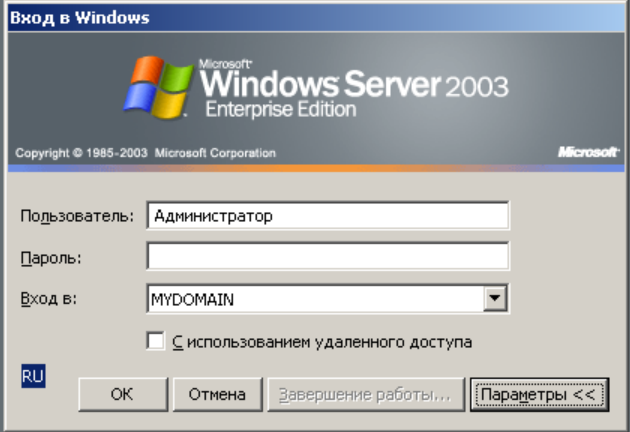 Вход в Windows
Microsoft
Windows Server 2003
Enterprise Edition
Copyright © 1985-2003 Microsoft Corporation Microsoft
Пользователь: Администратор
Пароль:
Вход в: MYDOMAIN
С использованием удаленного доступа
RU
OK Отмена Завершение работы... Параметры <<